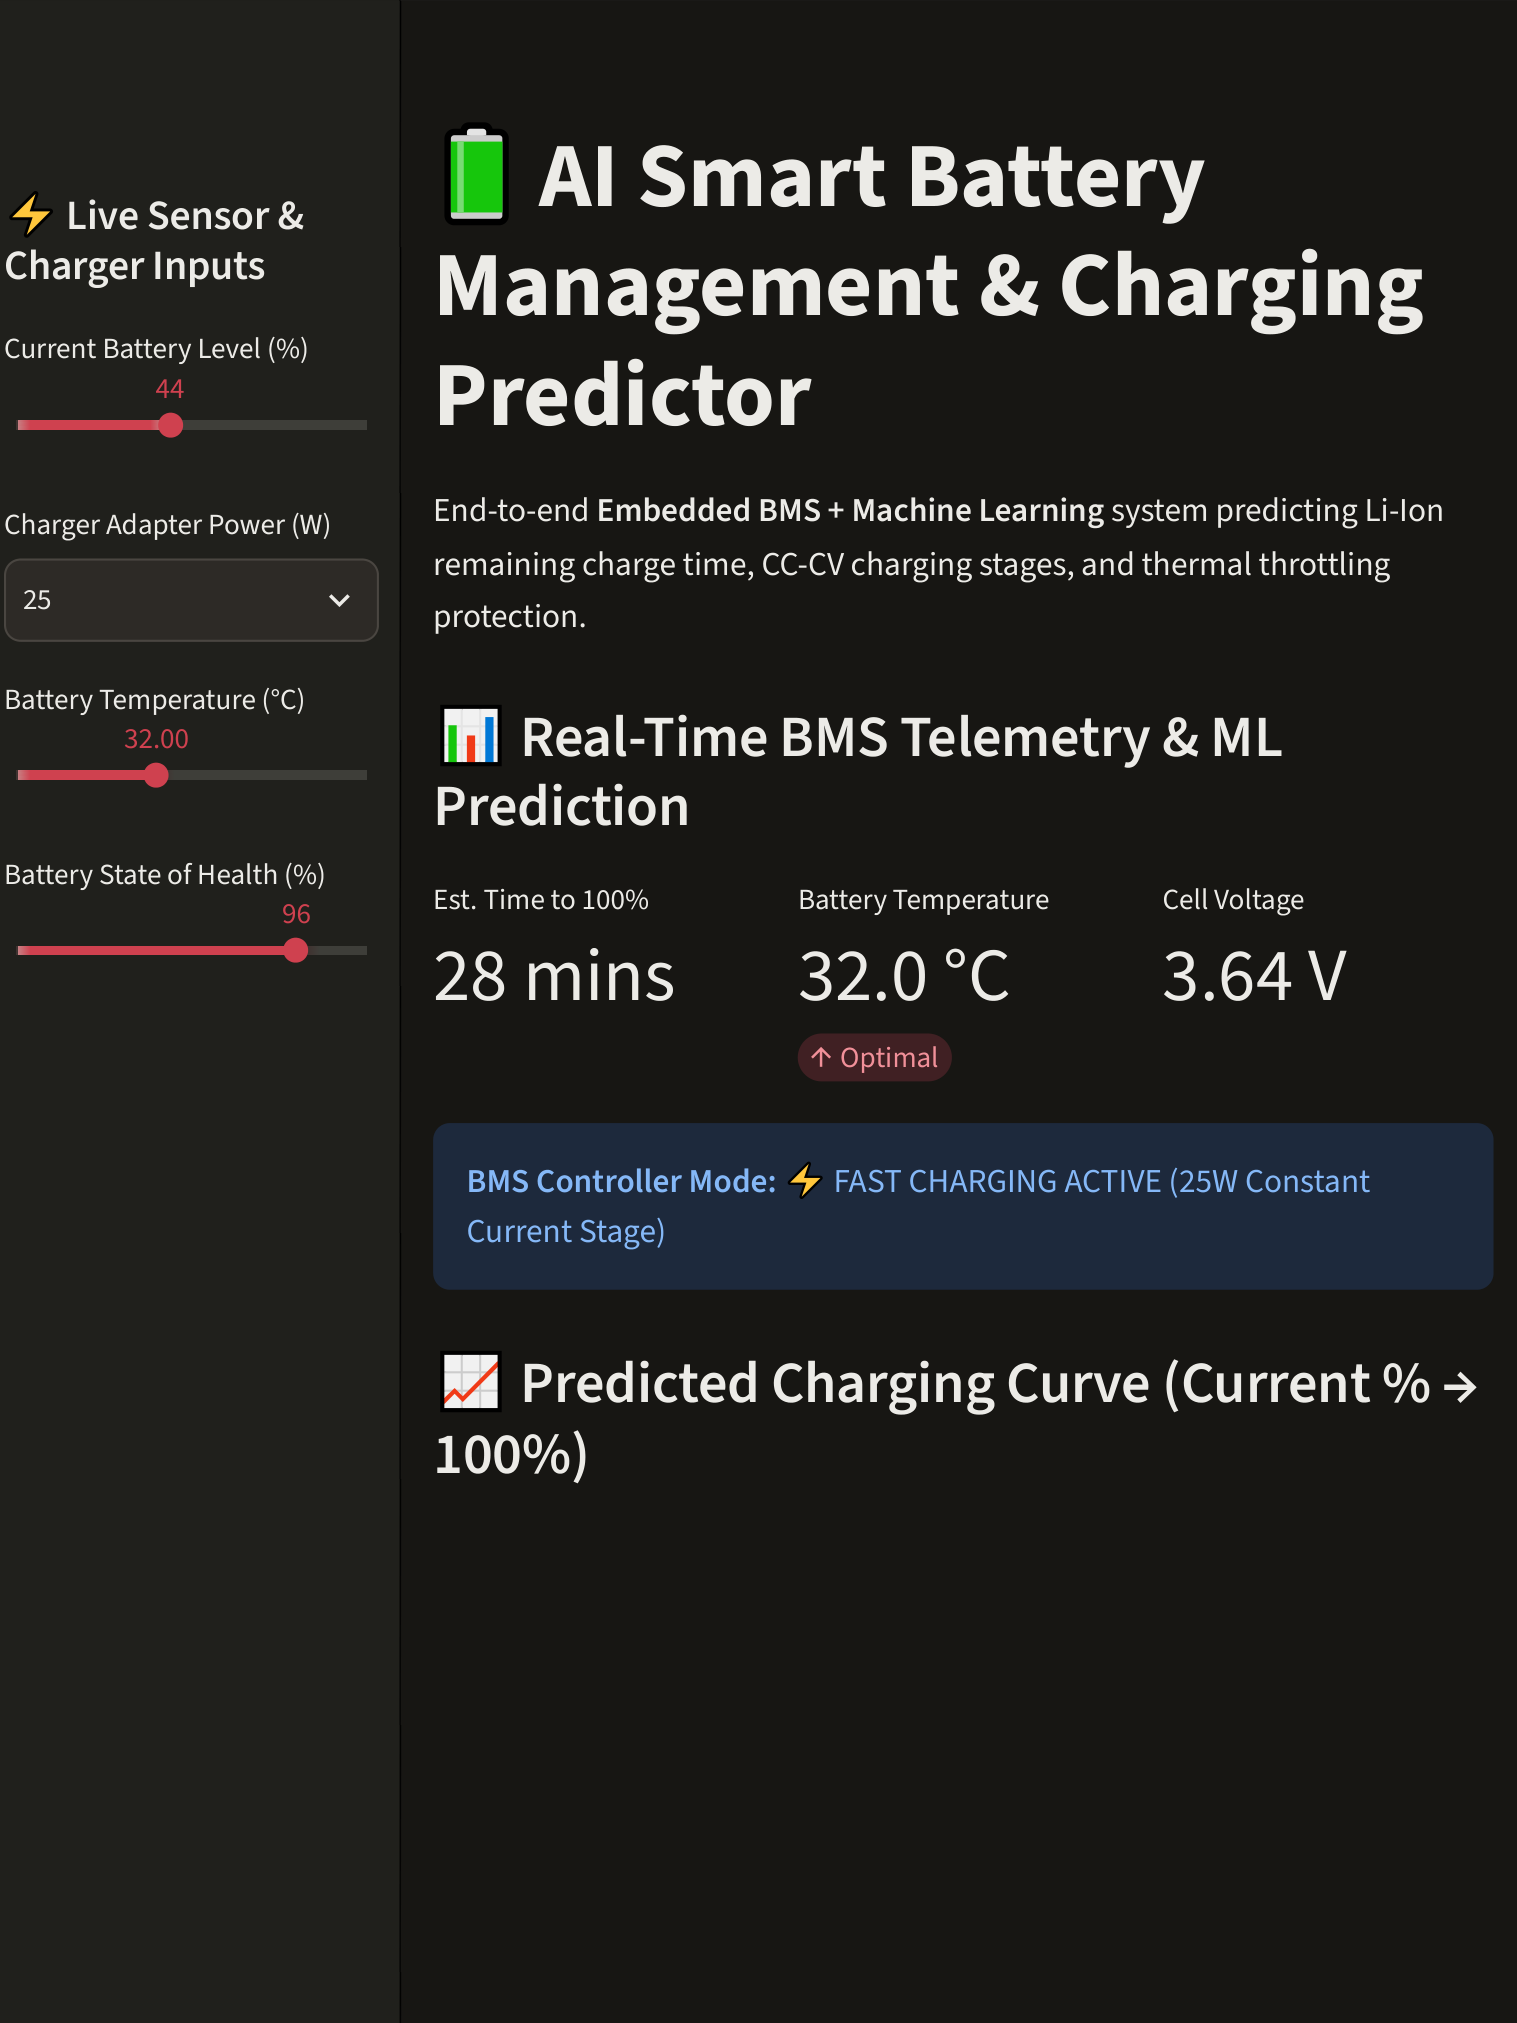 ⚡ Live Sensor &
Charger Inputs
Current Battery Level (%)
44
Charger Adapter Power (W)
25
Battery Temperature (°C)
32.00
Battery State of Health (%)
96
🔋 AI Smart Battery
Management & Charging
Predictor
End-to-end Embedded BMS + Machine Learning system predicting Li-Ion
remaining charge time, CC-CV charging stages, and thermal throttling
protection.
📊 Real-Time BMS Telemetry & ML
Prediction
Est. Time to 100%
28 mins
Battery Temperature
32.0 °C
↑ Optimal
Cell Voltage
3.64 V
BMS Controller Mode: ⚡ FAST CHARGING ACTIVE (25W Constant
Current Stage)
📈 Predicted Charging Curve (Current % →
100%)